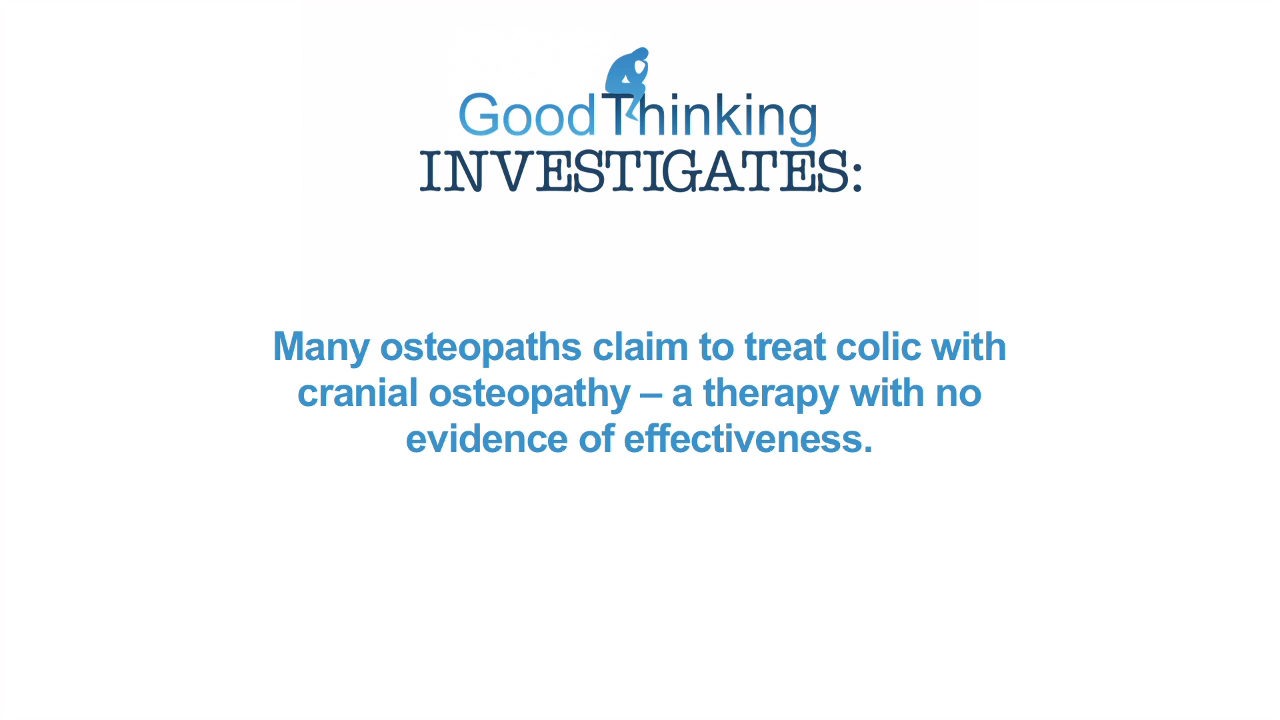 GoodThinking
INVESTIGATES:
Many osteopaths claim to treat colic with
cranial osteopathy – a therapy with no
evidence of effectiveness.